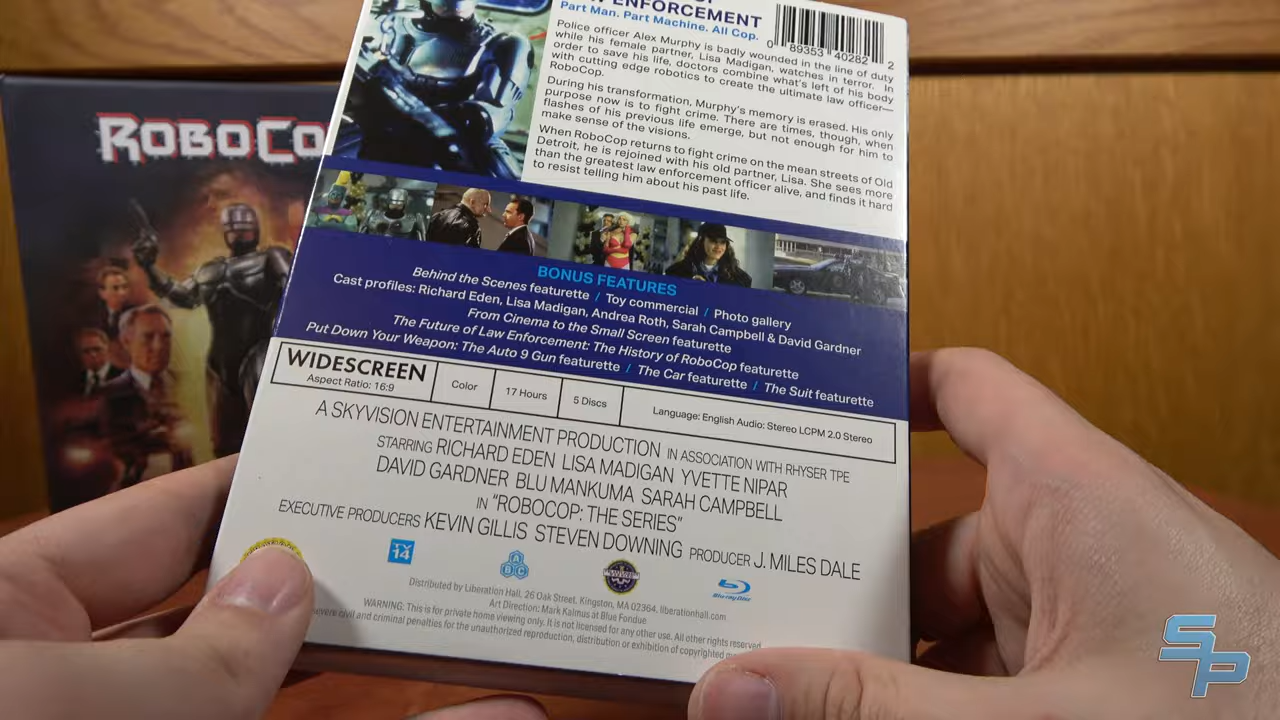 ENFORCEMENT
Part Man. Part Machine. All Cop.
0 89353 40282 2
Police officer Alex Murphy is badly wounded in the line of duty
while his female partner, Lisa Madigan, watches in terror. In
order to save his life, doctors combine what's left of his body
with cutting edge robotics to create the ultimate law officer—
RoboCop.
During his transformation, Murphy's memory is erased. His only
purpose now is to fight crime. There are times, though, when
flashes of his previous life emerge, but not enough for him to
make sense of the visions.
When RoboCop returns to fight crime on the mean streets of Old
Detroit, he is rejoined with his old partner, Lisa. She sees more
than the greatest law enforcement officer alive, and finds it hard
to resist telling him about his past life.
ROBOCO
BONUS FEATURES
Behind the Scenes featurette / Toy commercial / Photo gallery
Cast profiles: Richard Eden, Lisa Madigan, Andrea Roth, Sarah Campbell & David Gardner
From Cinema to the Small Screen featurette
The Future of Law Enforcement: The History of RoboCop featurette
Put Down Your Weapon: The Auto 9 Gun featurette / The Car featurette / The Suit featurette
WIDESCREEN
Aspect Ratio: 16:9
Color
17 Hours
5 Discs
Language: English Audio: Stereo LCPM 2.0 Stereo
A SKYVISION ENTERTAINMENT PRODUCTION IN ASSOCIATION WITH RHYSER TPE
STARRING RICHARD EDEN LISA MADIGAN YVETTE NIPAR
DAVID GARDNER BLU MANKUMA SARAH CAMPBELL
IN "ROBOCOP: THE SERIES"
EXECUTIVE PRODUCERS KEVIN GILLIS STEVEN DOWNING PRODUCER J. MILES DALE
TV
14
A
B C
Blu-ray Disc
Distributed by Liberation Hall, 26 Oak Street, Kingston, MA 02364. liberationhall.com
Art Direction: Mark Kalmus at Blue Fondue
WARNING: This is for private home viewing only. It is not licensed for any other use. All other rights reserved.
severe civil and criminal penalties for the unauthorized reproduction, distribution or exhibition of copyrighted
SP